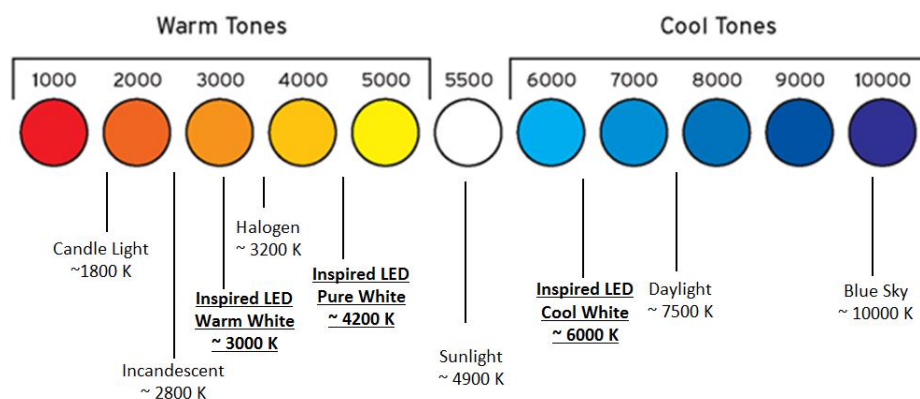 Warm Tones
Cool Tones
1000 2000 3000 4000 5000 5500 6000 7000 8000 9000 10000
Candle Light
~1800 K
Incandescent
~ 2800 K
Inspired LED
Warm White
~ 3000 K
Halogen
~ 3200 K
Inspired LED
Pure White
~ 4200 K
Sunlight
~ 4900 K
Inspired LED
Cool White
~ 6000 K
Daylight
~ 7500 K
Blue Sky
~ 10000 K